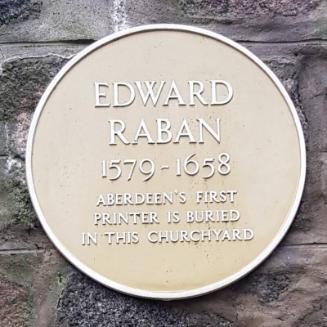 EDWARD
RABAN
1579-1658
ABERDEEN'S FIRST
PRINTER IS BURIED
IN THIS CHURCHYARD